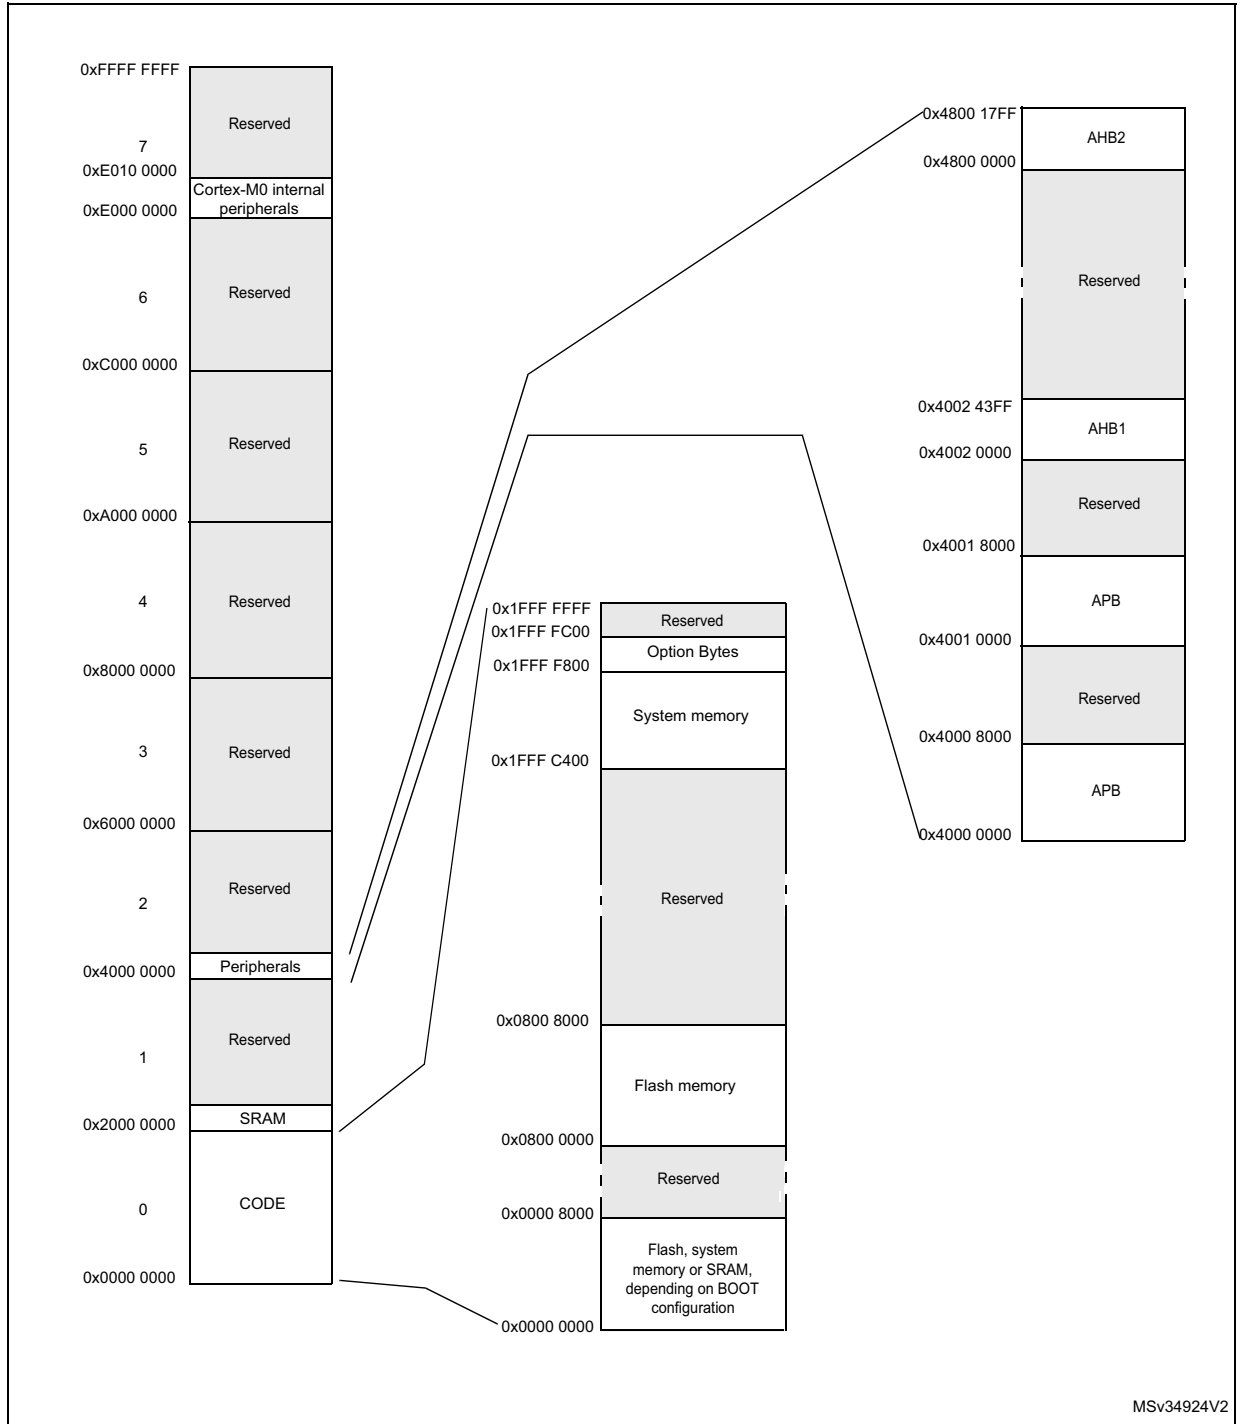 0xFFFF FFFF
Reserved
7
0xE010 0000
Cortex-M0 internal
peripherals
0xE000 0000
Reserved
6
0xC000 0000
Reserved
5
0xA000 0000
Reserved
4
0x8000 0000
Reserved
3
0x6000 0000
Reserved
2
Peripherals
0x4000 0000
Reserved
1
SRAM
0x2000 0000
CODE
0
0x0000 0000
0x1FFF FFFF
Reserved
0x1FFF FC00
Option Bytes
0x1FFF F800
System memory
0x1FFF C400
Reserved
0x0800 8000
Flash memory
0x0800 0000
Reserved
0x0000 8000
Flash, system
memory or SRAM,
depending on BOOT
configuration
0x0000 0000
0x4800 17FF
AHB2
0x4800 0000
Reserved
0x4002 43FF
AHB1
0x4002 0000
Reserved
0x4001 8000
APB
0x4001 0000
Reserved
0x4000 8000
APB
0x4000 0000
MSv34924V2